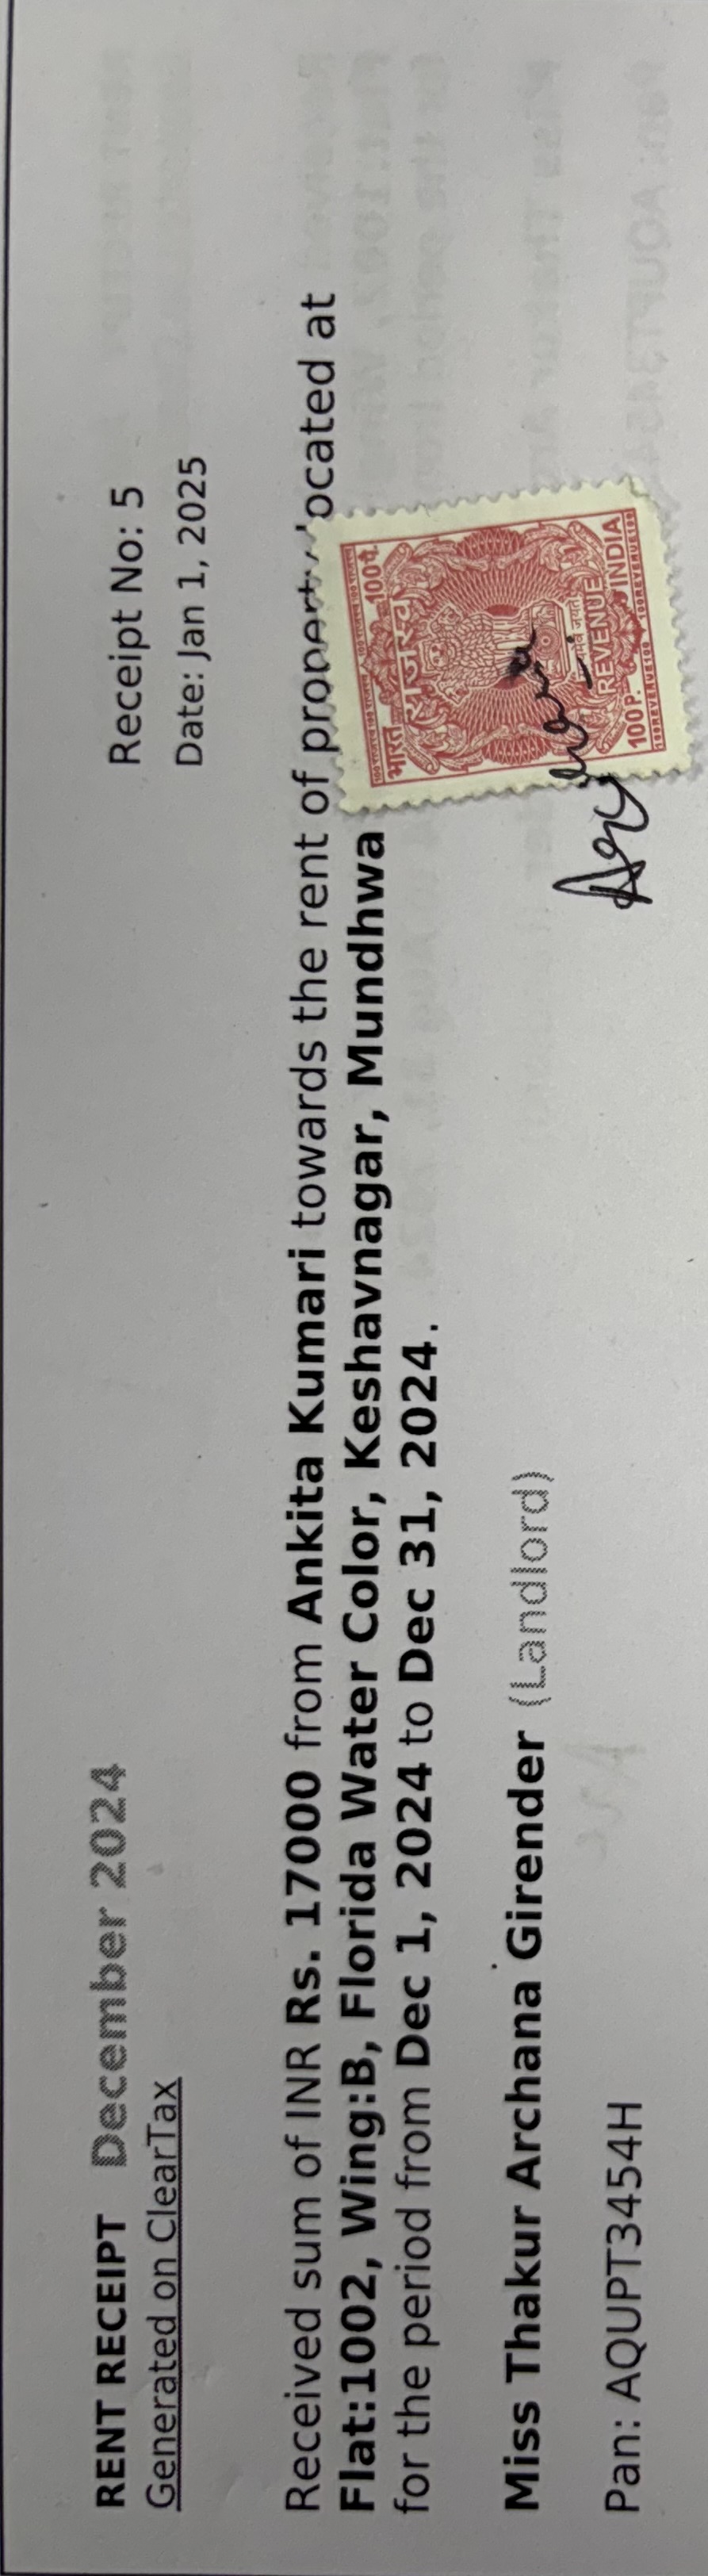 RENT RECEIPT December 2024
Generated on ClearTax
Receipt No: 5
Date: Jan 1, 2025
Received sum of INR Rs. 17000 from Ankita Kumari towards the rent of property located at
Flat:1002, Wing:B, Florida Water Color, Keshavnagar, Mundhwa
for the period from Dec 1, 2024 to Dec 31, 2024.
Miss Thakur Archana Girender (Landlord)
Pan: AQUPT3454H
भारत राजस्व 100
100P. REVENUE INDIA
Archana